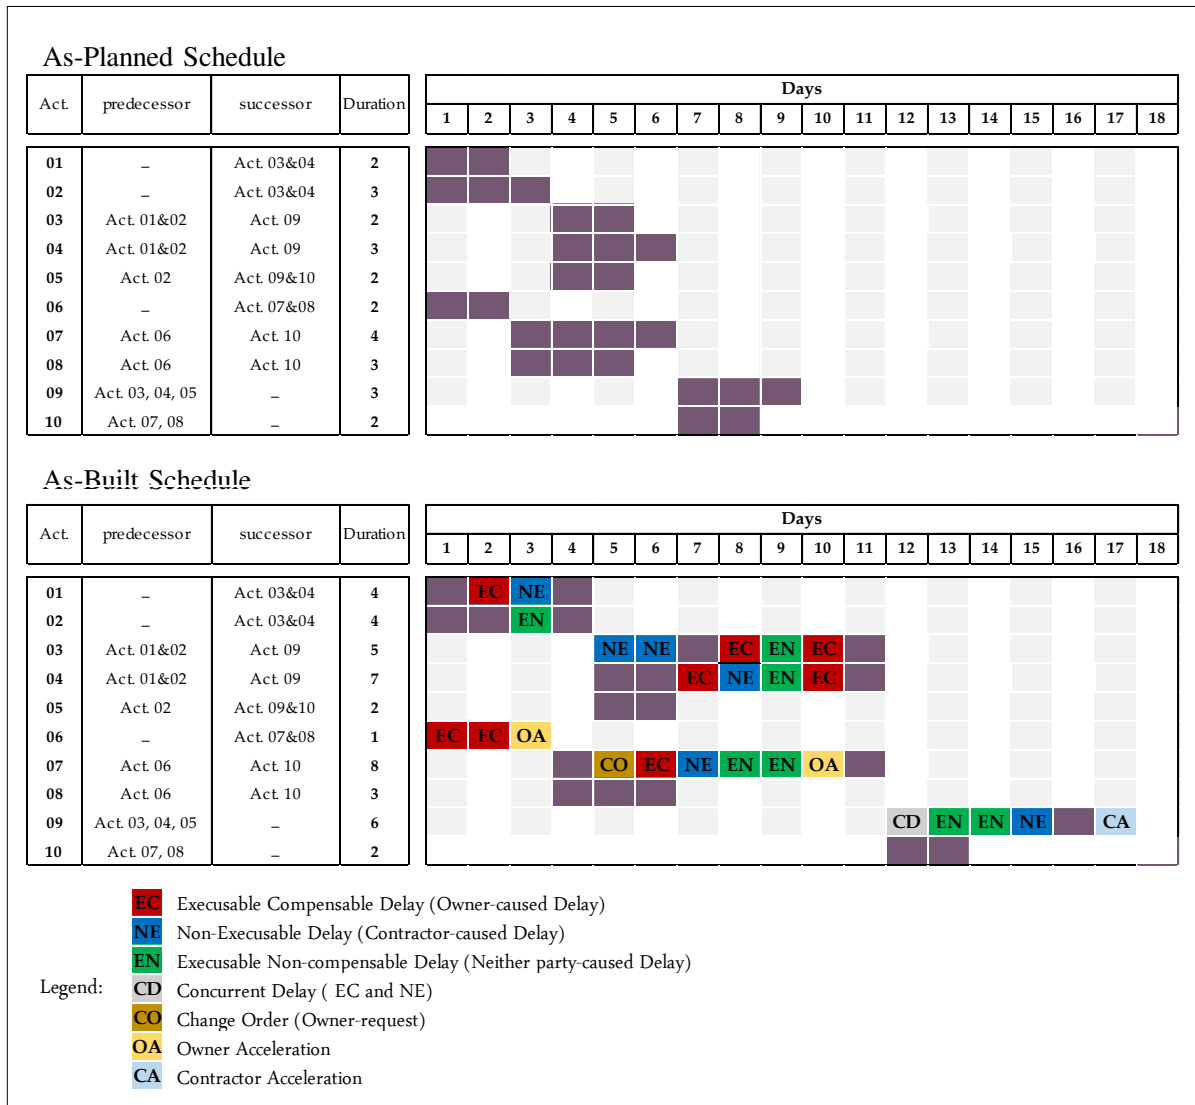 As-Planned Schedule
Act. predecessor successor Duration Days
1 2 3 4 5 6 7 8 9 10 11 12 13 14 15 16 17 18
01 – Act. 03&04 2
02 – Act. 03&04 3
03 Act. 01&02 Act. 09 2
04 Act. 01&02 Act. 09 3
05 Act. 02 Act. 09&10 2
06 – Act. 07&08 2
07 Act. 06 Act. 10 4
08 Act. 06 Act. 10 3
09 Act. 03, 04, 05 – 3
10 Act. 07, 08 – 2
As-Built Schedule
Act. predecessor successor Duration Days
1 2 3 4 5 6 7 8 9 10 11 12 13 14 15 16 17 18
01 – Act. 03&04 4 EC NE
02 – Act. 03&04 4 EN
03 Act. 01&02 Act. 09 5 NE NE EC EN EC
04 Act. 01&02 Act. 09 7 EC NE EN EC
05 Act. 02 Act. 09&10 2
06 – Act. 07&08 1 EC EC OA
07 Act. 06 Act. 10 8 CO EC NE EN EN OA
08 Act. 06 Act. 10 3
09 Act. 03, 04, 05 – 6 CD EN EN NE CA
10 Act. 07, 08 – 2
Legend:
EC Execusable Compensable Delay (Owner-caused Delay)
NE Non-Execusable Delay (Contractor-caused Delay)
EN Execusable Non-compensable Delay (Neither party-caused Delay)
CD Concurrent Delay ( EC and NE)
CO Change Order (Owner-request)
OA Owner Acceleration
CA Contractor Acceleration